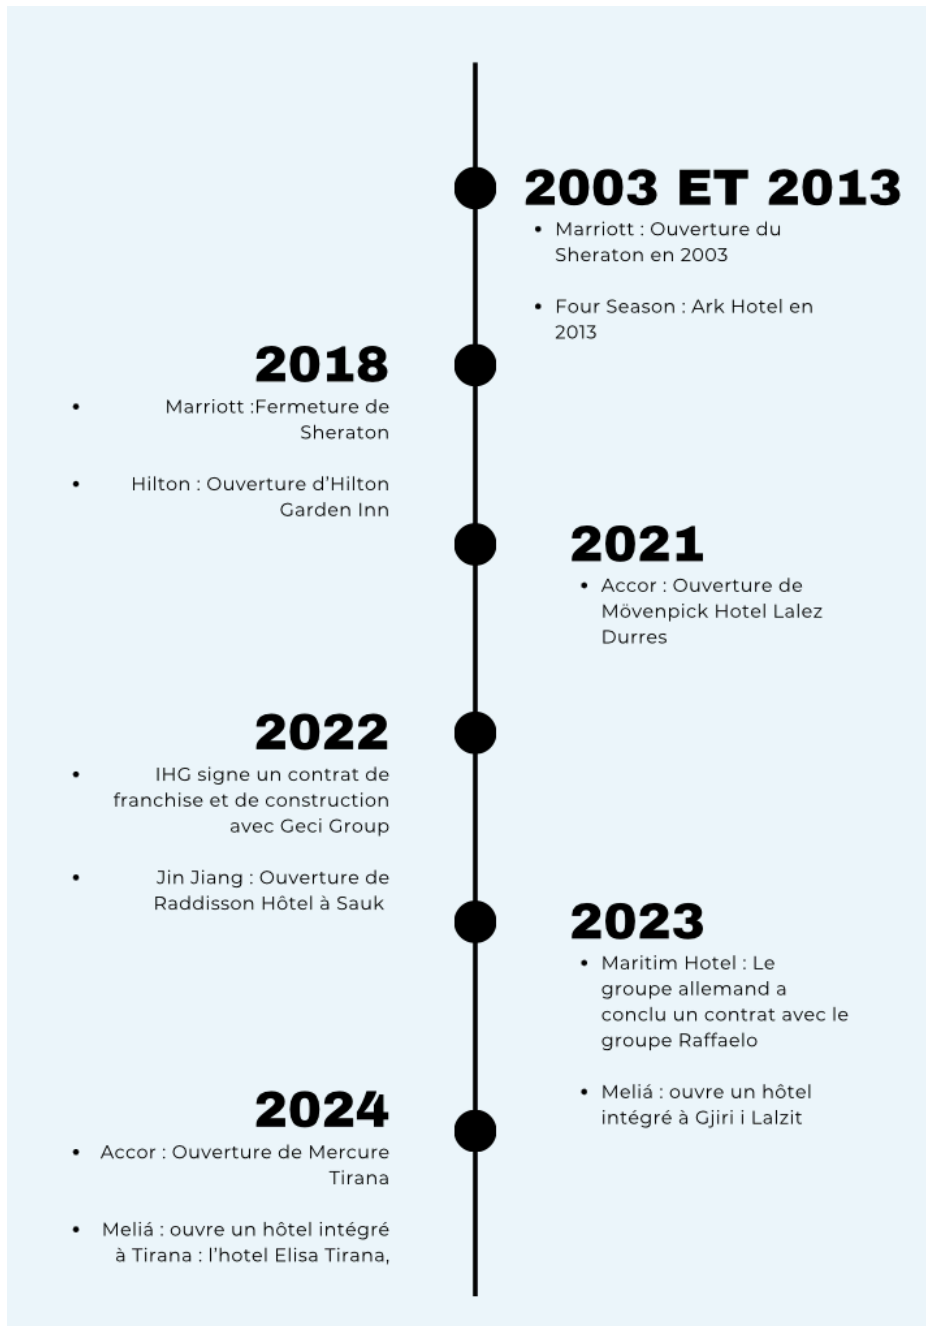 2003 ET 2013
• Marriott : Ouverture du
Sheraton en 2003
• Four Season : Ark Hotel en
2013
2018
• Marriott :Fermeture de
Sheraton
• Hilton : Ouverture d'Hilton
Garden Inn
2021
• Accor : Ouverture de
Mövenpick Hotel Lalez
Durres
2022
• IHG signe un contrat de
franchise et de construction
avec Geci Group
• Jin Jiang : Ouverture de
Raddisson Hôtel à Sauk
2023
• Maritim Hotel : Le
groupe allemand a
conclu un contrat avec le
groupe Raffaelo
• Meliá : ouvre un hôtel
intégré à Gjiri i Lalzit
2024
• Accor : Ouverture de Mercure
Tirana
• Meliá : ouvre un hôtel intégré
à Tirana : l'hotel Elisa Tirana,